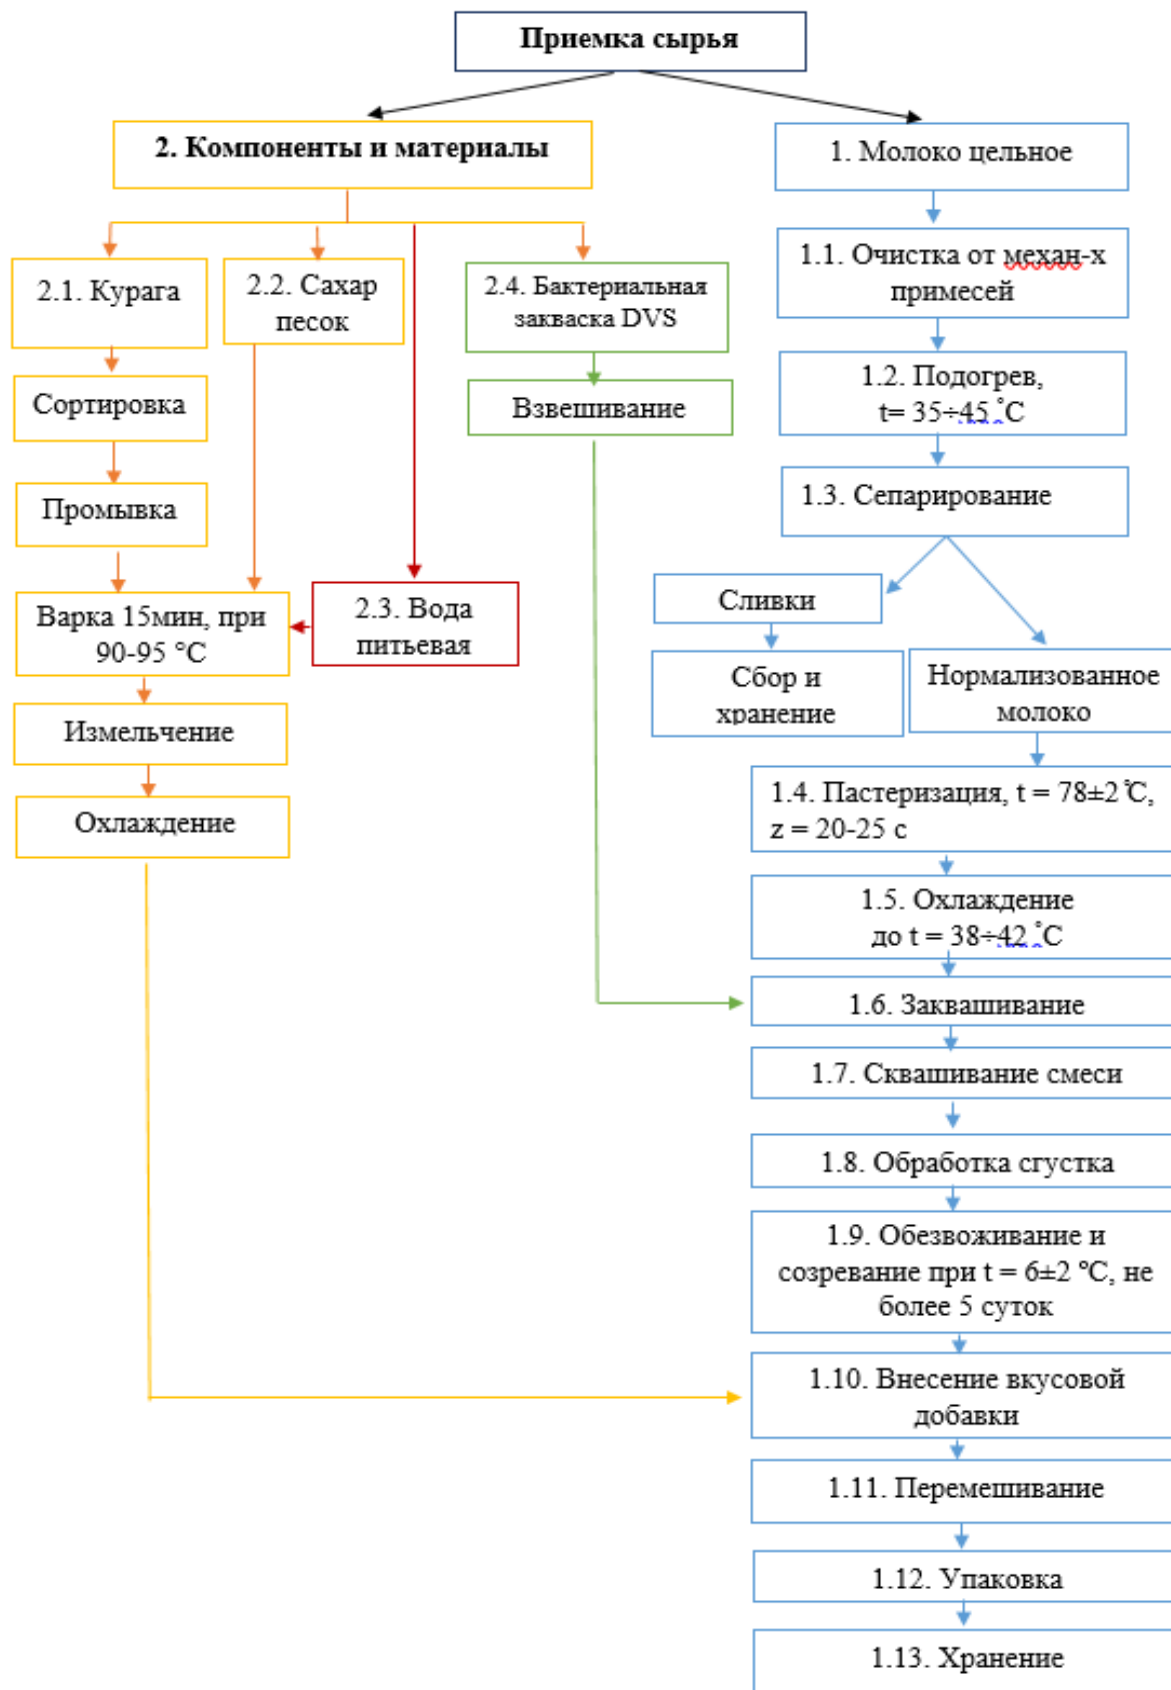 Приемка сырья
2. Компоненты и материалы
1. Молоко цельное
2.1. Курага
2.2. Сахар
песок
2.4. Бактериальная
закваска DVS
1.1. Очистка от механ-х
примесей
Сортировка
Взвешивание
1.2. Подогрев,
t= 35÷45 ̊С
Промывка
1.3. Сепарирование
Варка 15мин, при
90-95 °С
2.3. Вода
питьевая
Сливки
Сбор и
хранение
Нормализованное
молоко
Измельчение
Охлаждение
1.4. Пастеризация, t = 78±2 ̊С,
z = 20-25 с
1.5. Охлаждение
до t = 38÷42 ̊С
1.6. Заквашивание
1.7. Сквашивание смеси
1.8. Обработка сгустка
1.9. Обезвоживание и
созревание при t = 6±2 °С, не
более 5 суток
1.10. Внесение вкусовой
добавки
1.11. Перемешивание
1.12. Упаковка
1.13. Хранение